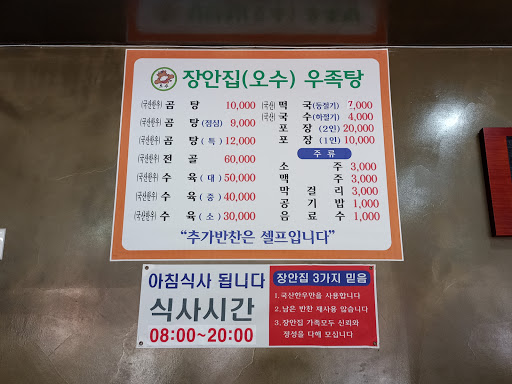 장안집(오수) 우족탕
(국산한우) 곰 탕 10,000
(국산한우) 곰 탕 (점심) 9,000
(국산한우) 곰 탕 (특) 12,000
(국산한우) 전 골 60,000
(국산한우) 수 육 (대) 50,000
(국산한우) 수 육 (중) 40,000
(국산한우) 수 육 (소) 30,000
(국산) 떡 국 (동절기) 7,000
(국산) 국 수 (하절기) 4,000
포 장 (2인) 20,000
포 장 (1인) 10,000
주 류
소 주 3,000
맥 주 3,000
막 걸 리 3,000
공 기 밥 1,000
음 료 수 1,000
“추가반찬은 셀프입니다”
아침식사 됩니다
식사시간
08:00~20:00
장안집 3가지 믿음
1.국산한우만을 사용합니다
2.남은 반찬 재사용 않습니다
3.장안집 가족모두 신뢰와
정성을 다해 모십니다